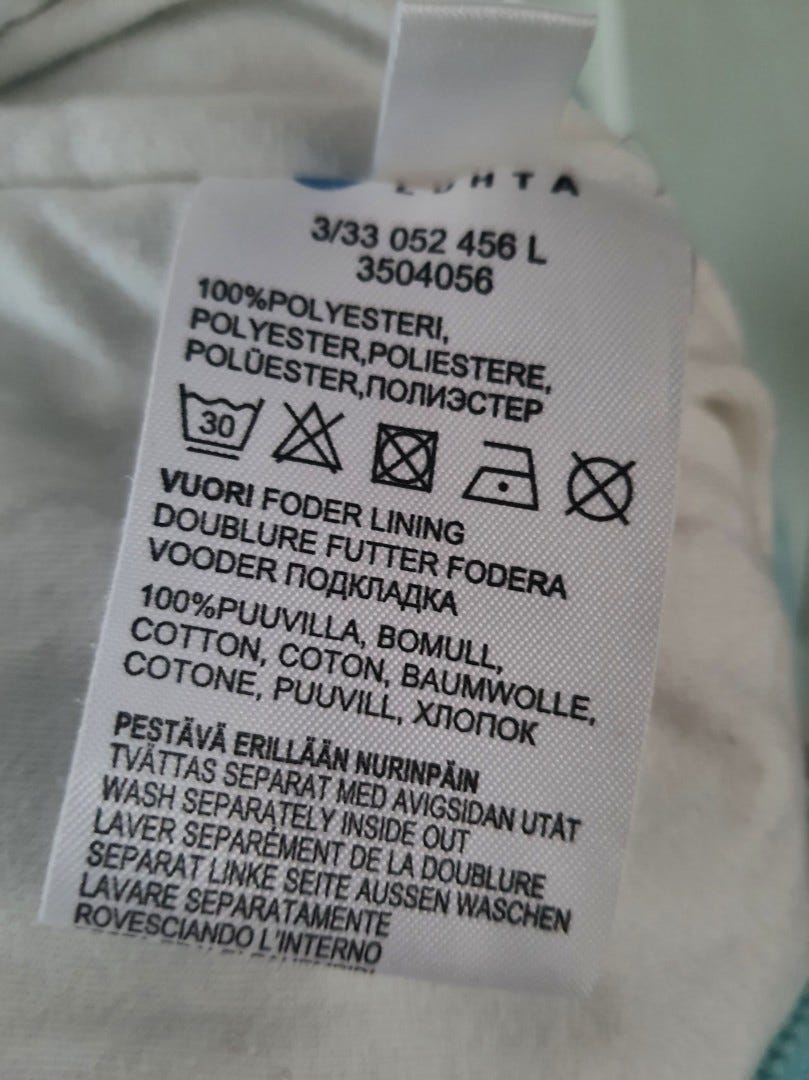 LUHTA
3/33 052 456 L
3504056
100%POLYESTERI,
POLYESTER,POLIESTERE,
POLÜESTER,ПОЛИЭСТЕР
30
VUORI FODER LINING
DOUBLURE FUTTER FODERA
VOODER ПОДКЛАДКА
100%PUUVILLA, BOMULL,
COTTON, COTON, BAUMWOLLE,
COTONE, PUUVILL, ХЛОПОК
PESTÄVÄ ERILLÄÄN NURINPÄIN
TVÄTTAS SEPARAT MED AVIGSIDAN UTÅT
WASH SEPARATELY INSIDE OUT
LAVER SEPARÉMENT DE LA DOUBLURE
SEPARAT LINKE SEITE AUSSEN WASCHEN
LAVARE SEPARATAMENTE
ROVESCIANDO L'INTERNO